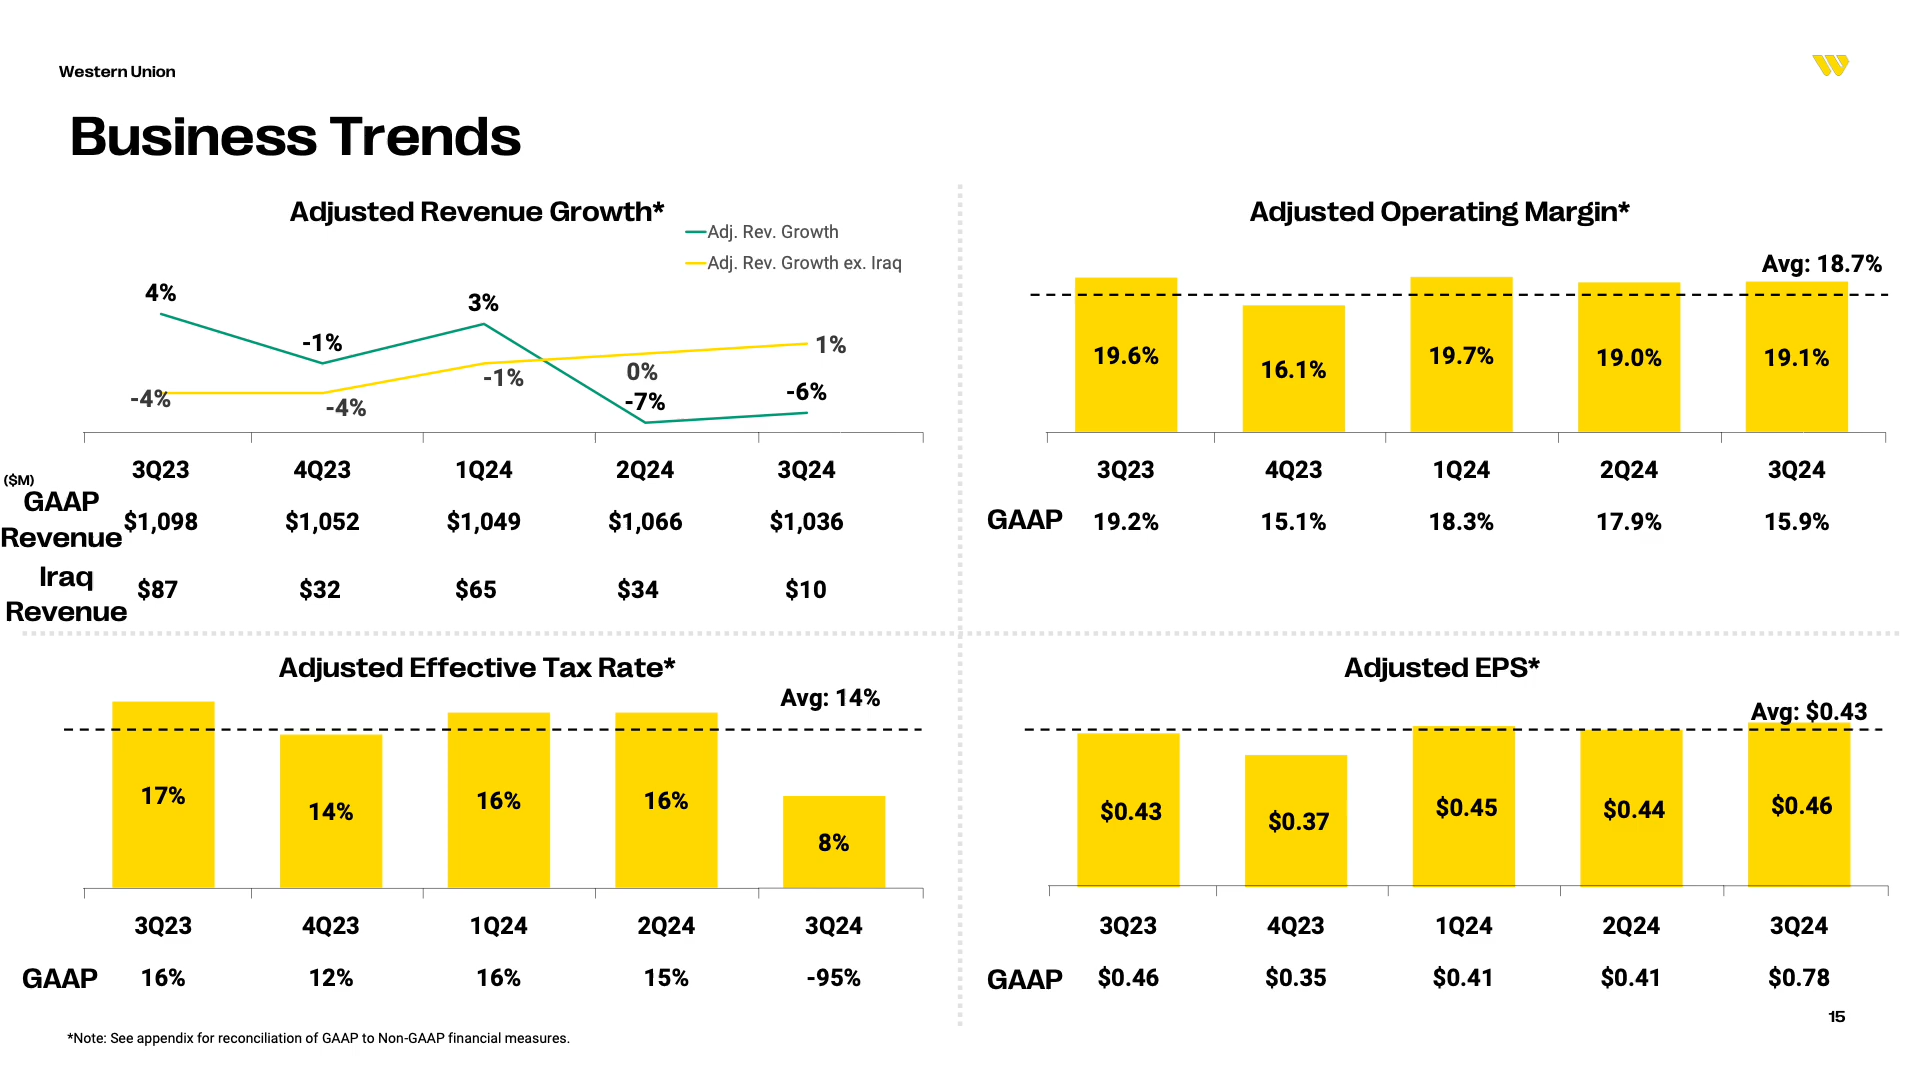 Western Union
Business Trends
Adjusted Revenue Growth*
Adj. Rev. Growth
Adj. Rev. Growth ex. Iraq
4%
-1%
3%
-7%
-6%
-4%
-4%
-1%
0%
1%
3Q23 4Q23 1Q24 2Q24 3Q24
($M)
GAAP
Revenue
$1,098 $1,052 $1,049 $1,066 $1,036
Iraq
Revenue
$87 $32 $65 $34 $10
Adjusted Operating Margin*
Avg: 18.7%
19.6% 16.1% 19.7% 19.0% 19.1%
3Q23 4Q23 1Q24 2Q24 3Q24
GAAP 19.2% 15.1% 18.3% 17.9% 15.9%
Adjusted Effective Tax Rate*
Avg: 14%
17% 14% 16% 16% 8%
3Q23 4Q23 1Q24 2Q24 3Q24
GAAP 16% 12% 16% 15% -95%
Adjusted EPS*
Avg: $0.43
$0.43 $0.37 $0.45 $0.44 $0.46
3Q23 4Q23 1Q24 2Q24 3Q24
GAAP $0.46 $0.35 $0.41 $0.41 $0.78
15
*Note: See appendix for reconciliation of GAAP to Non-GAAP financial measures.